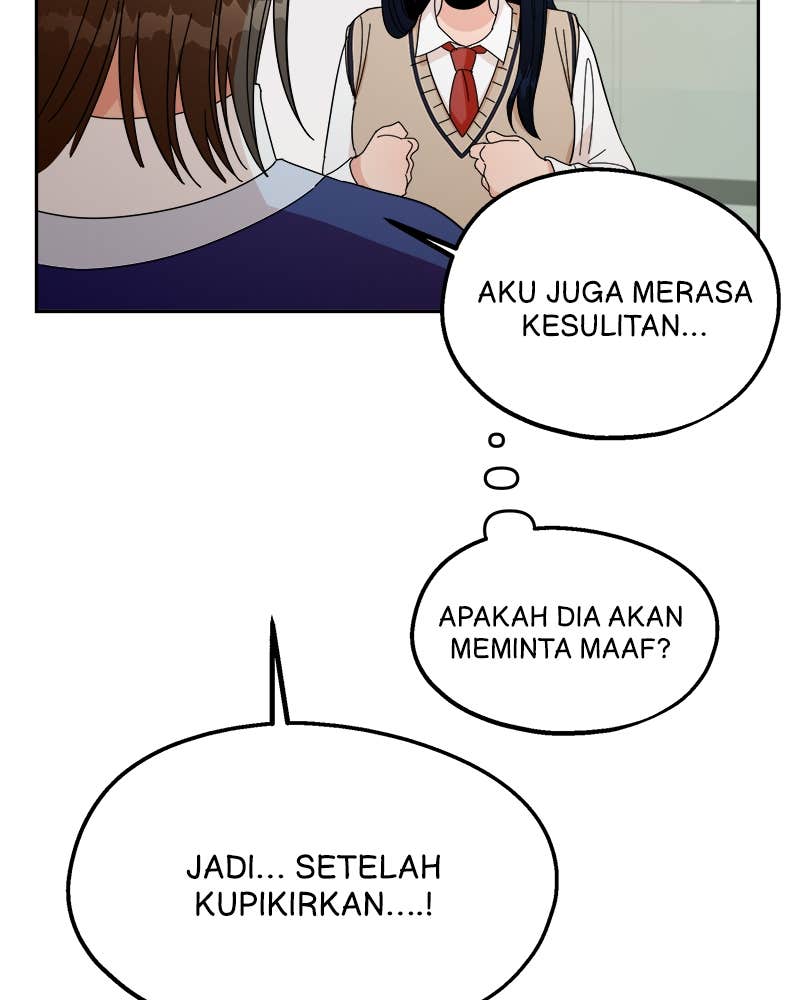 AKU JUGA MERASA
KESULITAN...
APAKAH DIA AKAN
MEMINTA MAAF?
JADI... SETELAH
KUPIKIRKAN....!